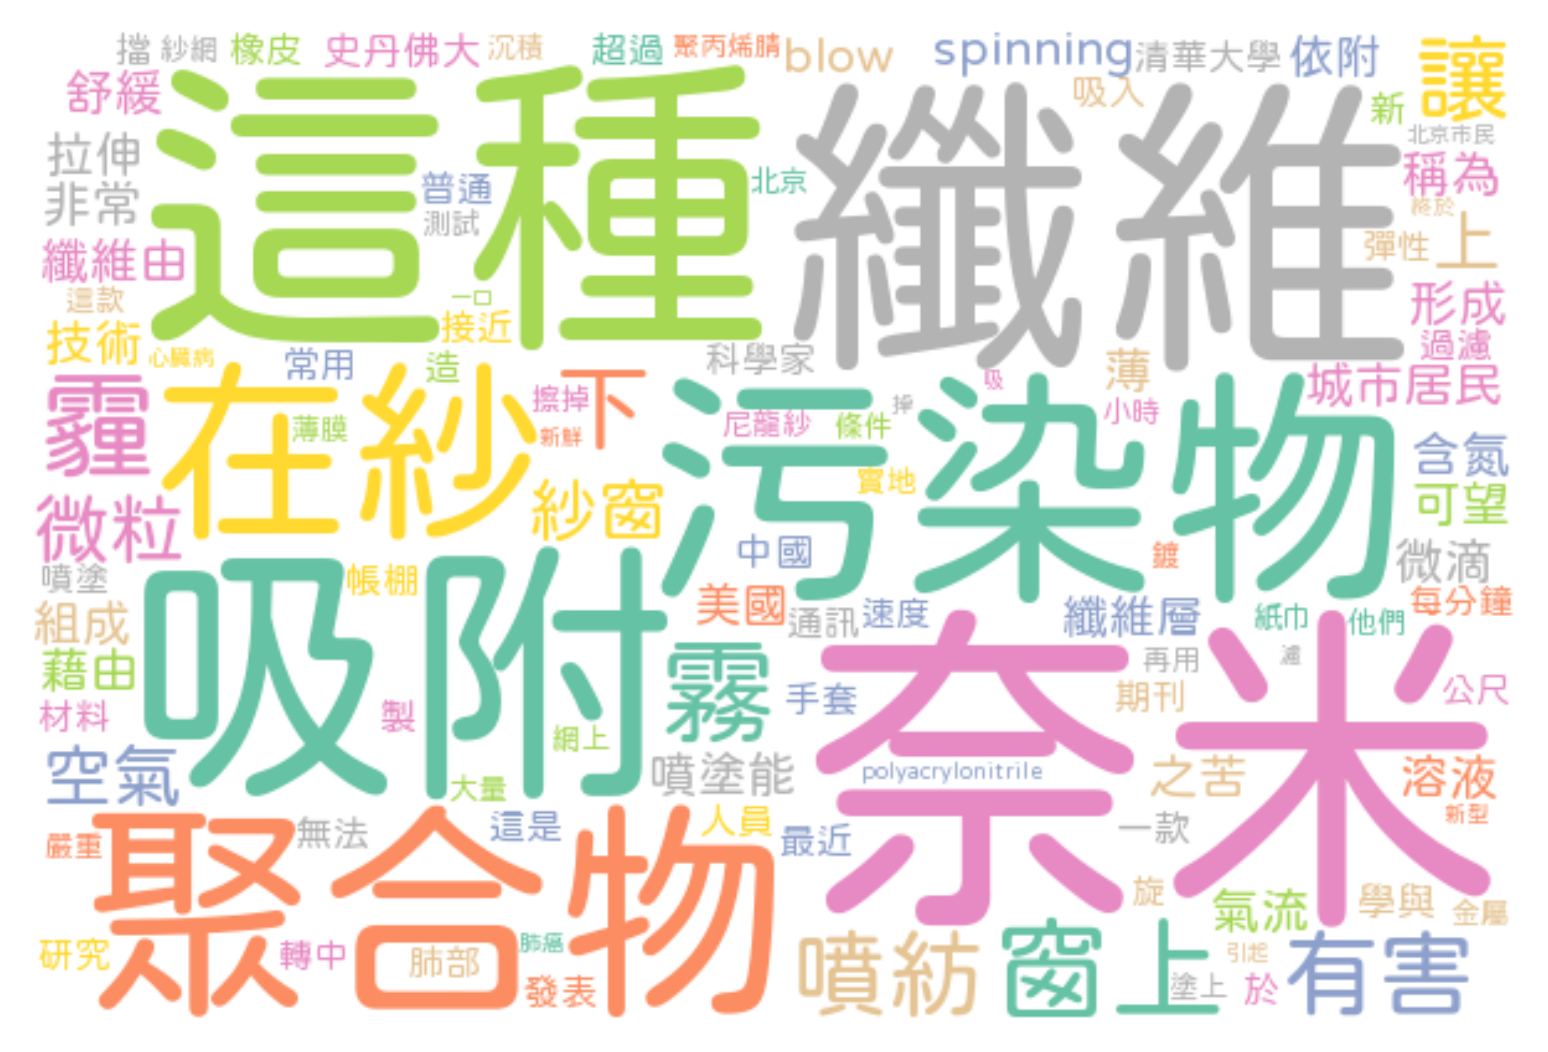 擋 紗網 橡皮 史丹佛大 沉積 超過 聚丙烯腈 blow spinning 清華大學 依附 讓
舒緩 吸入 新
這種 纖維
拉伸 北京市民
非常 普通 北京 稱為
測試 終於
纖維由 彈性 上
這款 一口 形成
技術 接近 過濾
心臟病 常用 造 科學家 薄 吸 城市居民
霾 在紗 擦掉 下 污染物 小時
薄膜 新鮮 尼龍紗 條件 掉 含氮
微粒 紗窗 實地 可望
噴塗 帳棚 中國 鍍 微滴
組成 吸附 美國 通訊 速度 纖維層 紙巾 他們 每分鐘
藉由 霧 奈米 再用 濾
材料 製 手套 期刊 公尺
空氣 網上 噴塗能 polyacrylonitrile 之苦 溶液
大量 新型
嚴重 聚合物 無法 這是 人員 最近 一款
旋 氣流 學與 金屬
研究 轉中 肺部 肺癌 噴紡 窗上 引起 有害
發表 塗上 於